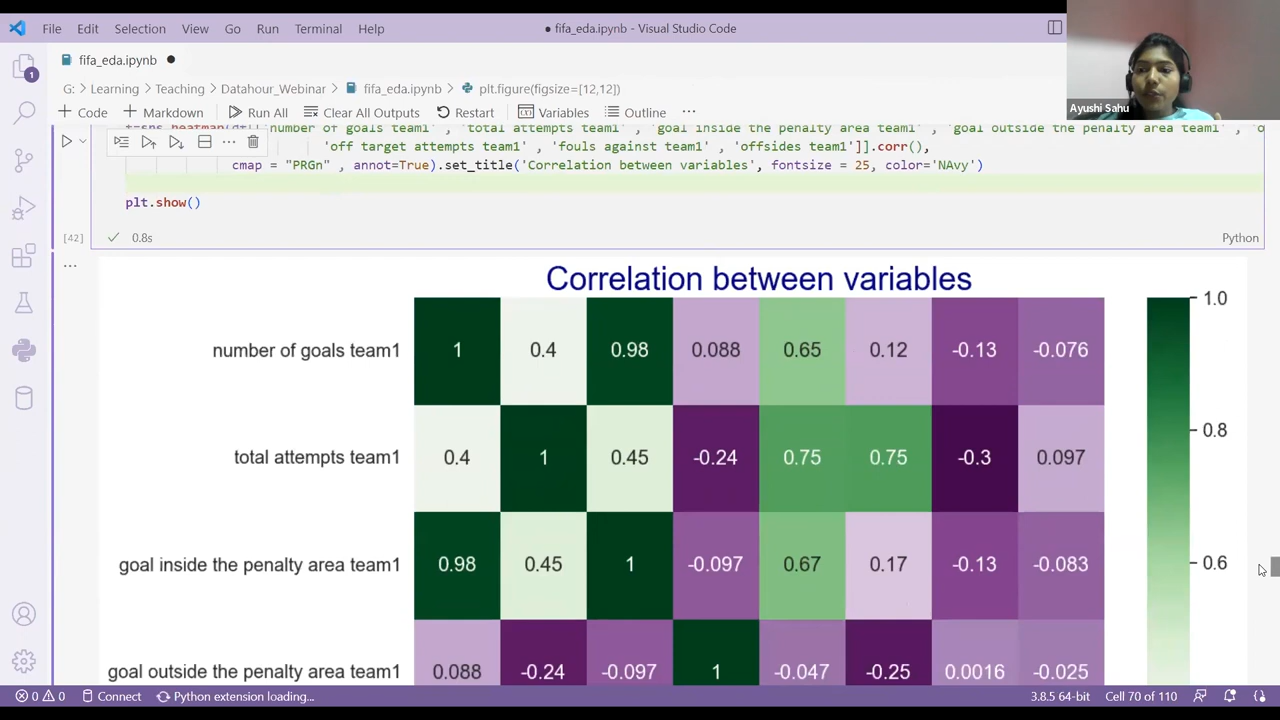 File Edit Selection View Go Run Terminal Help ● fifa_eda.ipynb - Visual Studio Code
fifa_eda.ipynb ●
G: > Learning > Teaching > Datahour_Webinar > fifa_eda.ipynb > plt.figure(figsize=[12,12])
+ Code + Markdown Run All Clear All Outputs Restart Variables Outline ...
Ayushi Sahu
number of goals team1' , 'total attempts team1' , 'goal inside the penalty area team1' , 'goal outside the penalty area team1' ,
'off target attempts team1' , 'fouls against team1' , 'offsides team1']].corr(),
cmap = "PRGn" , annot=True).set_title('Correlation between variables', fontsize = 25, color='NAvy')
plt.show()
[42] 0.8s Python
Correlation between variables
number of goals team1 1 0.4 0.98 0.088 0.65 0.12 -0.13 -0.076
total attempts team1 0.4 1 0.45 -0.24 0.75 0.75 -0.3 0.097
goal inside the penalty area team1 0.98 0.45 1 -0.097 0.67 0.17 -0.13 -0.083
goal outside the penalty area team1 0.088 -0.24 -0.097 1 -0.047 -0.25 0.0016 -0.025
1.0
0.8
0.6
1
0 0 Connect Python extension loading... 3.8.5 64-bit Cell 70 of 110